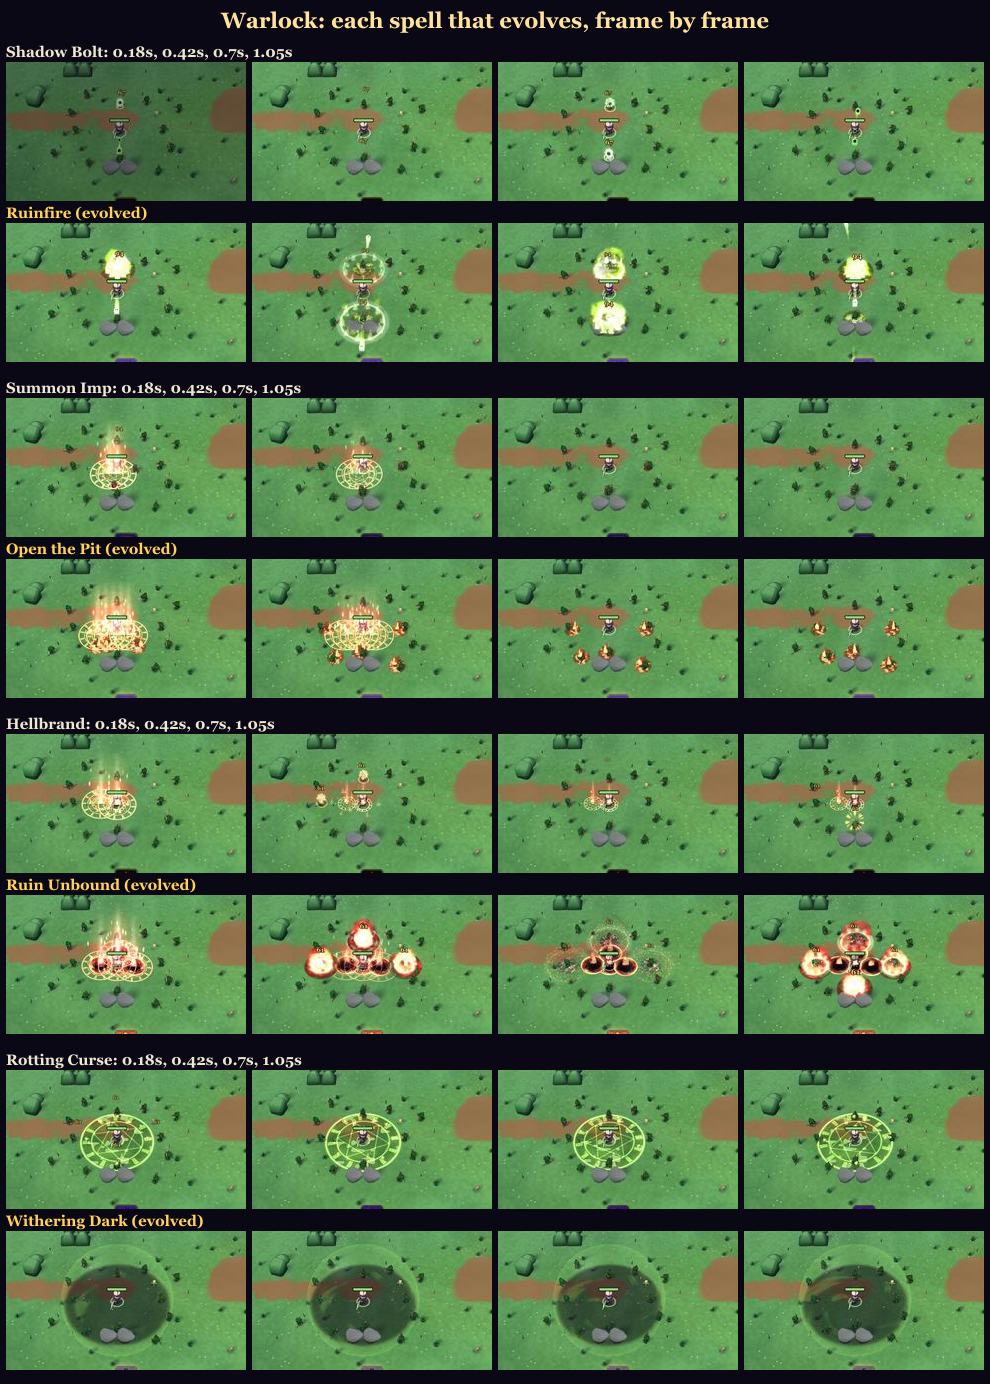 Warlock: each spell that evolves, frame by frame
Shadow Bolt: 0.18s, 0.42s, 0.7s, 1.05s
Ruinfire (evolved)
Summon Imp: 0.18s, 0.42s, 0.7s, 1.05s
Open the Pit (evolved)
Hellbrand: 0.18s, 0.42s, 0.7s, 1.05s
Ruin Unbound (evolved)
Rotting Curse: 0.18s, 0.42s, 0.7s, 1.05s
Withering Dark (evolved)